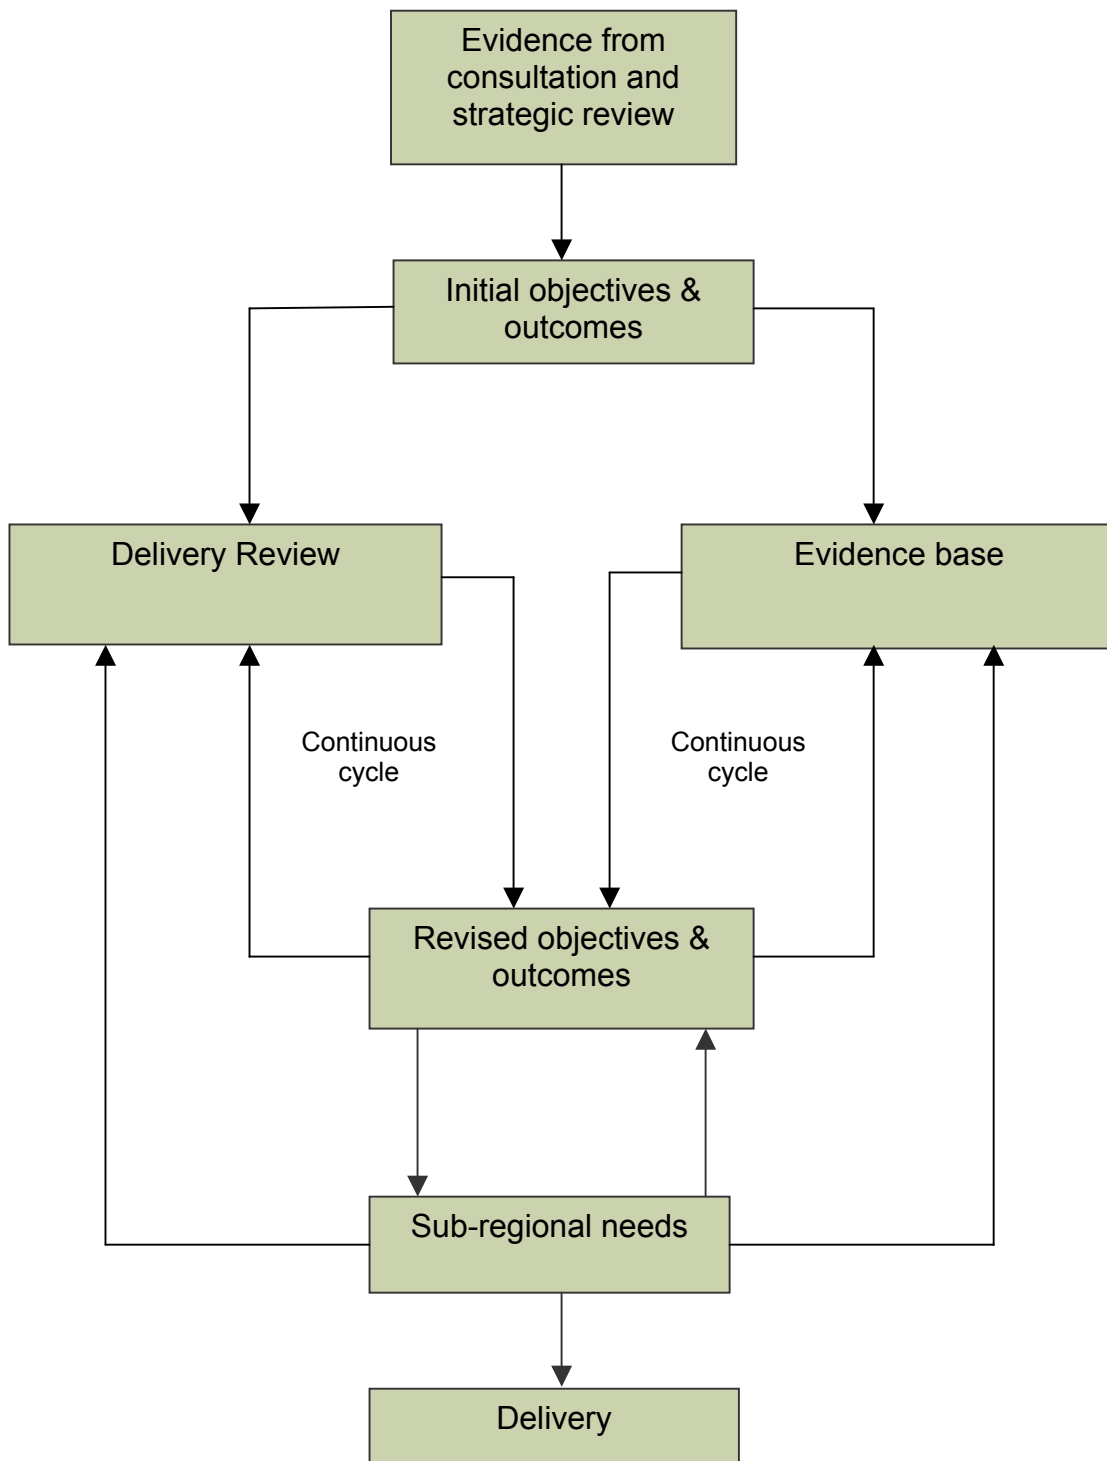 Evidence from
consultation and
strategic review
Initial objectives &
outcomes
Delivery Review
Evidence base
Continuous
cycle
Continuous
cycle
Revised objectives &
outcomes
Sub-regional needs
Delivery